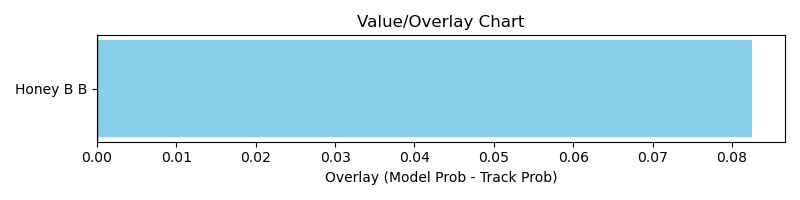 Value/Overlay Chart
Honey B B
0.00 0.01 0.02 0.03 0.04 0.05 0.06 0.07 0.08
Overlay (Model Prob - Track Prob)